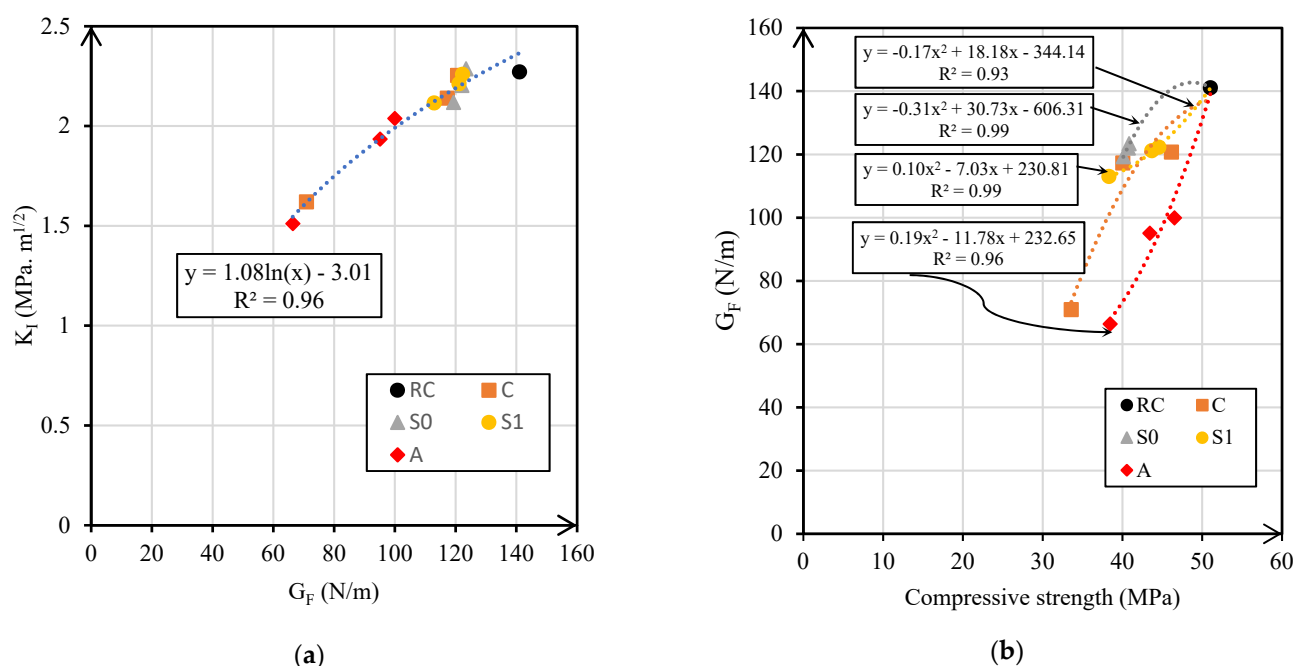 2.5
2
1.5
1
0.5
0
K_I (MPa. m^1/2)
y = 1.08ln(x) - 3.01
R² = 0.96
RC C
S0 S1
A
0 20 40 60 80 100 120 140 160
G_F (N/m)
(a)
160
140
120
100
80
60
40
20
0
G_F (N/m)
y = -0.17x² + 18.18x - 344.14
R² = 0.93
y = -0.31x² + 30.73x - 606.31
R² = 0.99
y = 0.10x² - 7.03x + 230.81
R² = 0.99
y = 0.19x² - 11.78x + 232.65
R² = 0.96
RC C
S0 S1
A
10 20 30 40 50 60
Compressive strength (MPa)
(b)